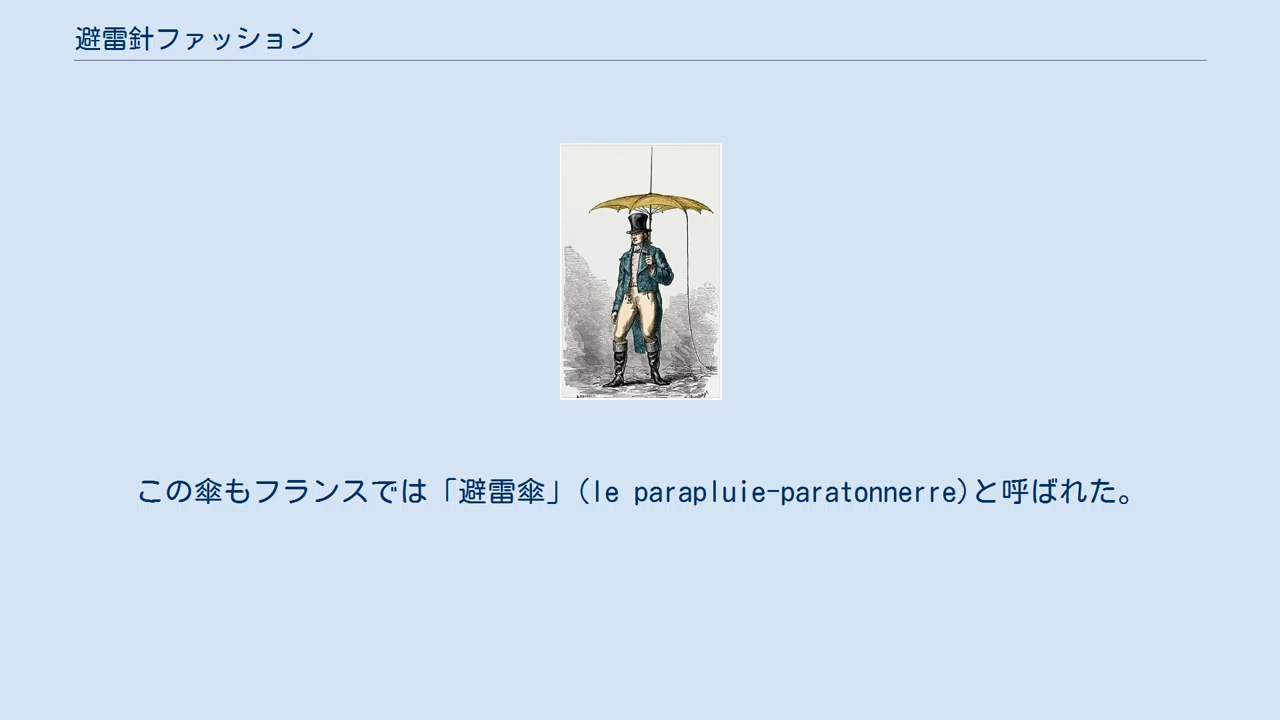 避雷針ファッション
この傘もフランスでは「避雷傘」(le parapluie-paratonnerre)と呼ばれた。